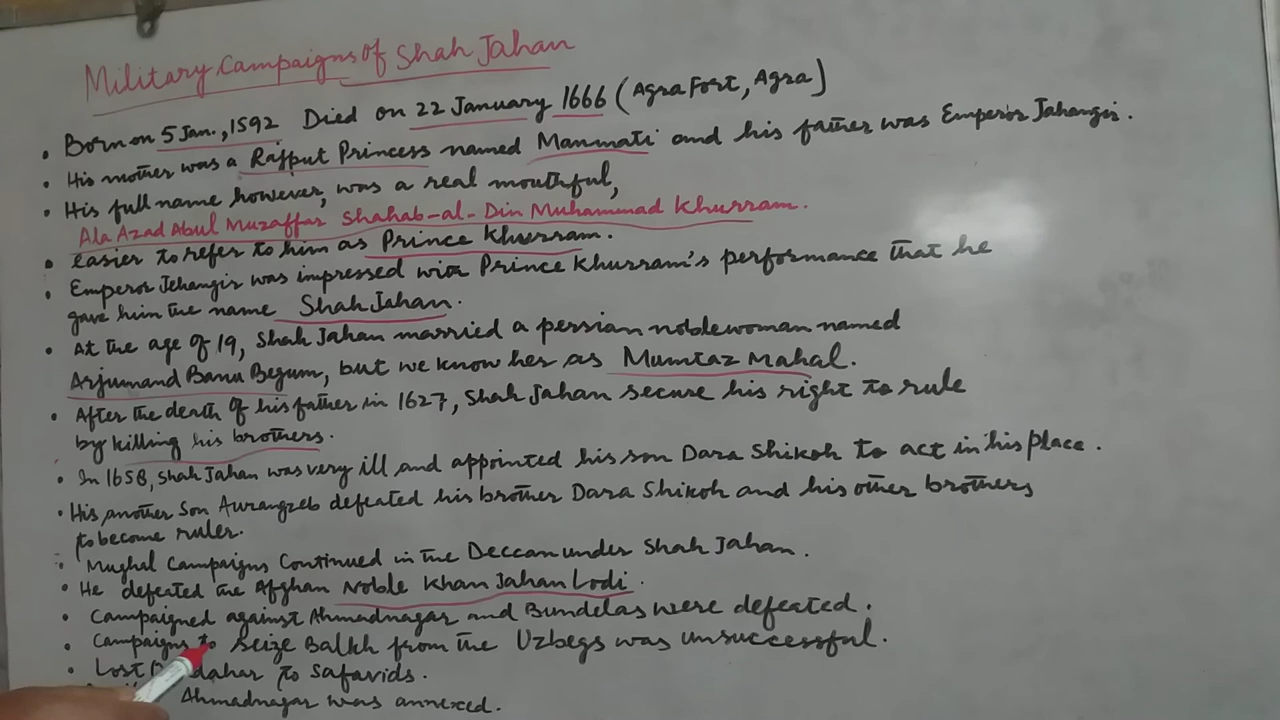 Military Campaigns of Shah Jahan
• Born on 5 Jan., 1592 Died on 22 January 1666 (Agra Fort, Agra)
• His mother was a Rajput Princess named Manmati and his father was Emperor Jahangir.
• His full name however, was a real mouthful,
Ala Azad Abul Muzaffar Shahab-al-Din Muhammad Khurram.
• easier to refer to him as Prince Khurram.
• Emperor Jehangir was impressed with Prince Khurram's performance that he
gave him the name Shah Jahan.
• At the age of 19, Shah Jahan married a persian noblewoman named
Arjumand Banu Begum, but we know her as Mumtaz Mahal.
• After the death of his father in 1627, Shah Jahan secure his right to rule
by killing his brothers.
• In 1658, Shah Jahan was very ill and appointed his son Dara Shikoh to act in his place.
• His another Son Aurangzeb defeated his brother Dara Shikoh and his other brothers
to become ruler.
• Mughal Campaigns Continued in the Deccan under Shah Jahan.
• He defeated the Afghan Noble Khan Jahan Lodi.
• Campaigned against Ahmadnagar and Bundelas were defeated.
• Campaigns to seize Balkh from the Uzbegs was unsuccessful.
• Lost to Safavids.
Ahmadnagar was annexed.